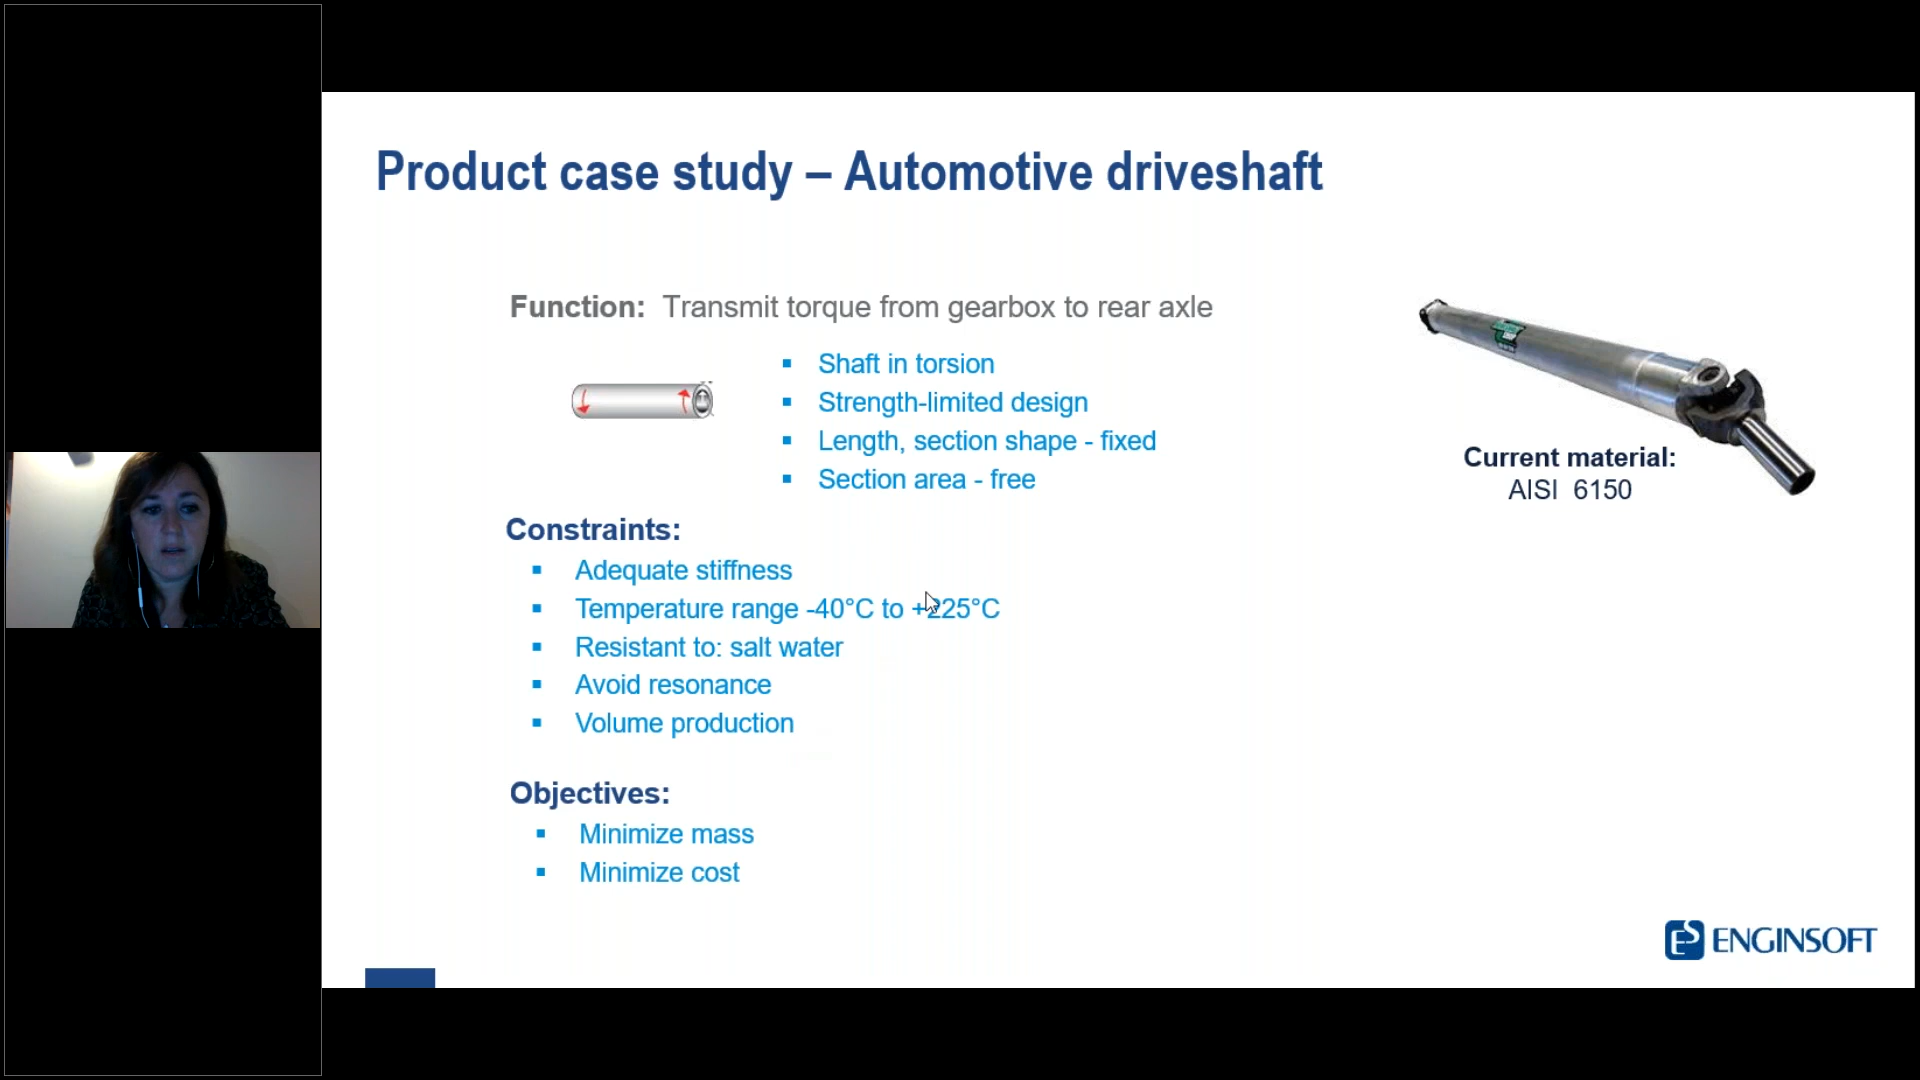 Product case study – Automotive driveshaft
Function: Transmit torque from gearbox to rear axle
▪ Shaft in torsion
▪ Strength-limited design
▪ Length, section shape - fixed
▪ Section area - free
Current material:
AISI 6150
Constraints:
▪ Adequate stiffness
▪ Temperature range -40°C to +225°C
▪ Resistant to: salt water
▪ Avoid resonance
▪ Volume production
Objectives:
▪ Minimize mass
▪ Minimize cost
ES ENGINSOFT